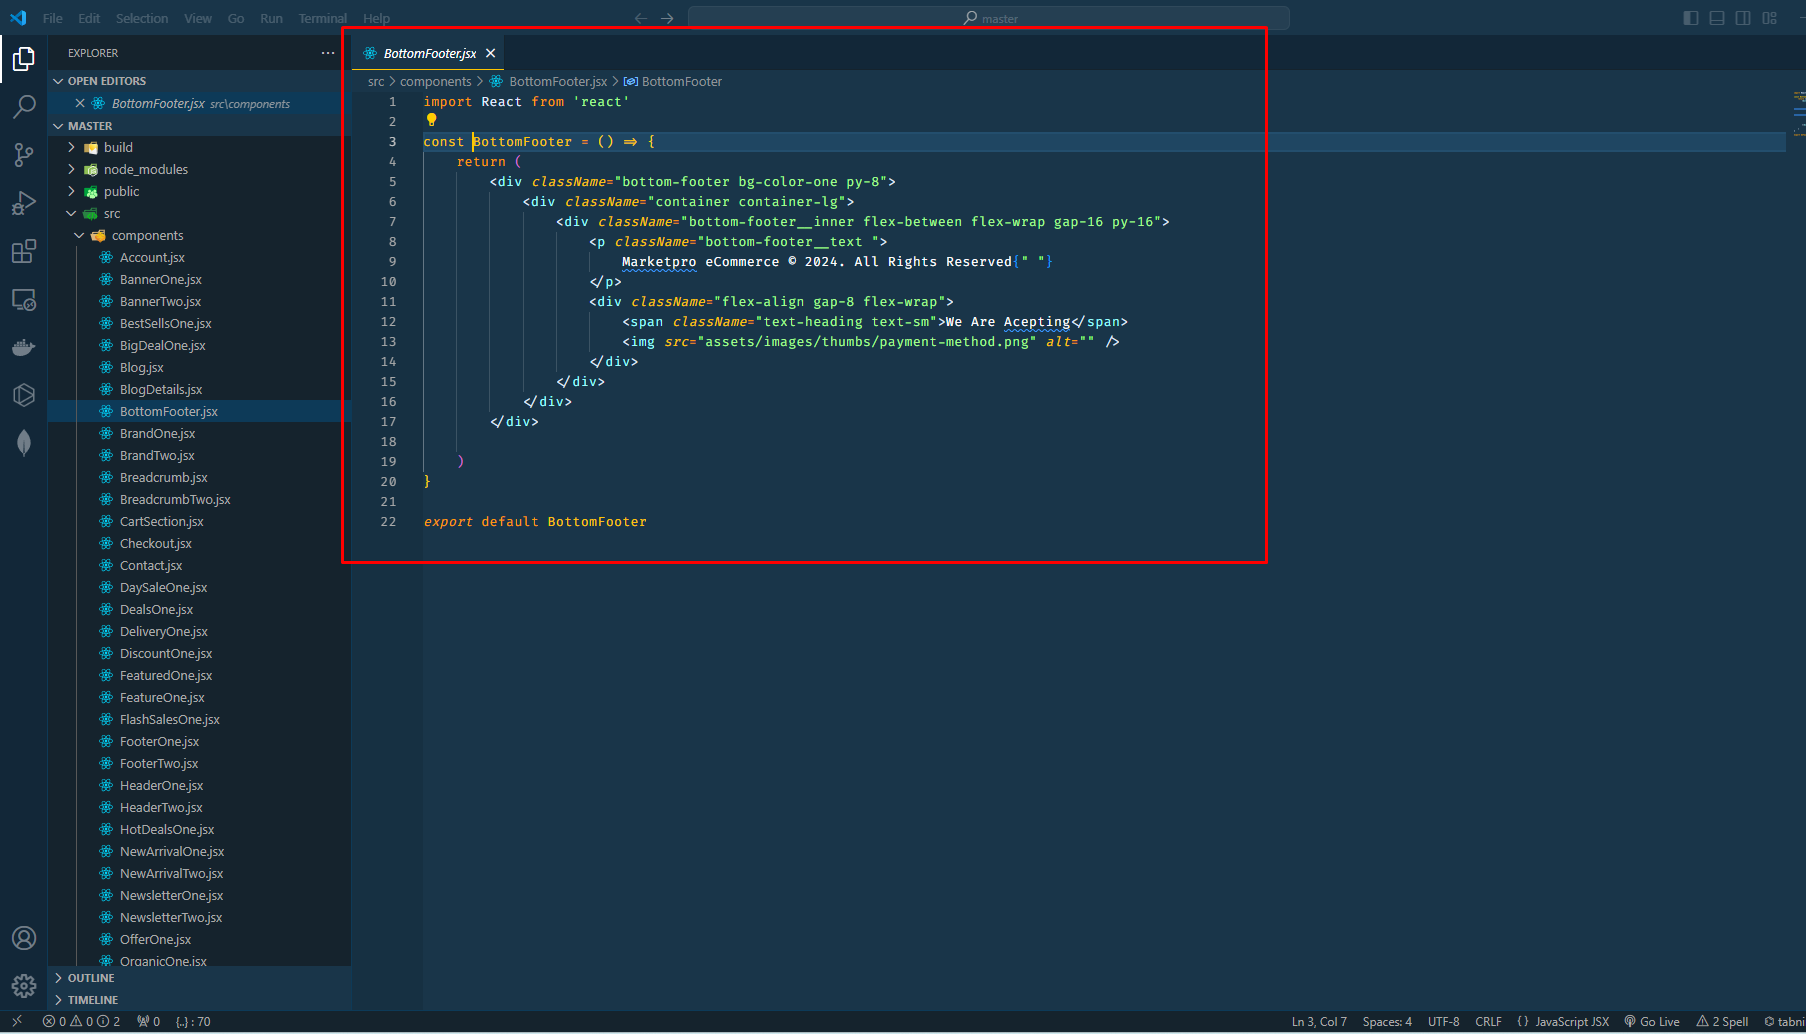 File Edit Selection View Go Run Terminal Help
master
EXPLORER
OPEN EDITORS
BottomFooter.jsx src\components
MASTER
build
node_modules
public
src
components
Account.jsx
BannerOne.jsx
BannerTwo.jsx
BestSellsOne.jsx
BigDealOne.jsx
Blog.jsx
BlogDetails.jsx
BottomFooter.jsx
BrandOne.jsx
BrandTwo.jsx
Breadcrumb.jsx
BreadcrumbTwo.jsx
CartSection.jsx
Checkout.jsx
Contact.jsx
DaySaleOne.jsx
DealsOne.jsx
DeliveryOne.jsx
DiscountOne.jsx
FeaturedOne.jsx
FeatureOne.jsx
FlashSalesOne.jsx
FooterOne.jsx
FooterTwo.jsx
HeaderOne.jsx
HeaderTwo.jsx
HotDealsOne.jsx
NewArrivalOne.jsx
NewArrivalTwo.jsx
NewsletterOne.jsx
NewsletterTwo.jsx
OfferOne.jsx
OrganicOne.jsx
OUTLINE
TIMELINE
BottomFooter.jsx
src > components > BottomFooter.jsx > BottomFooter
1 import React from 'react'
2
3 const BottomFooter = () => {
4 return (
5 <div className="bottom-footer bg-color-one py-8">
6 <div className="container container-lg">
7 <div className="bottom-footer__inner flex-between flex-wrap gap-16 py-16">
8 <p className="bottom-footer__text ">
9 Marketpro eCommerce © 2024. All Rights Reserved{" "}
10 </p>
11 <div className="flex-align gap-8 flex-wrap">
12 <span className="text-heading text-sm">We Are Acepting</span>
13 <img src="assets/images/thumbs/payment-method.png" alt="" />
14 </div>
15 </div>
16 </div>
17 </div>
18
19 )
20 }
21
22 export default BottomFooter
0 0 2 0 {..} : 70
Ln 3, Col 7 Spaces: 4 UTF-8 CRLF {} JavaScript JSX Go Live 2 Spell tabni